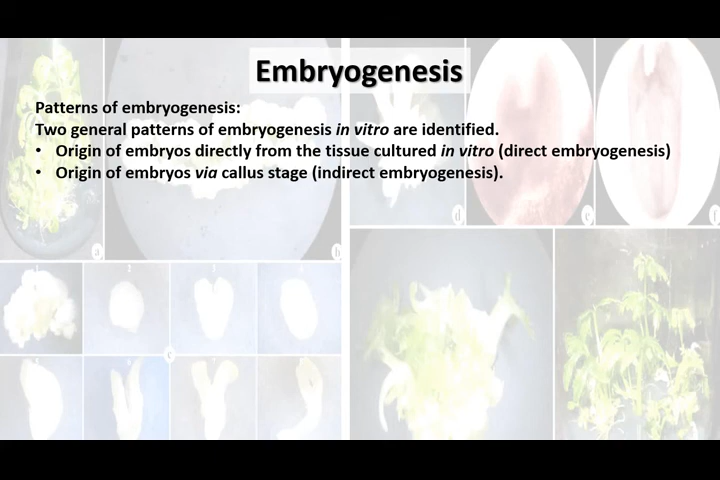 Embryogenesis
Patterns of embryogenesis:
Two general patterns of embryogenesis in vitro are identified.
• Origin of embryos directly from the tissue cultured in vitro (direct embryogenesis)
• Origin of embryos via callus stage (indirect embryogenesis).
a
b
d
e
c